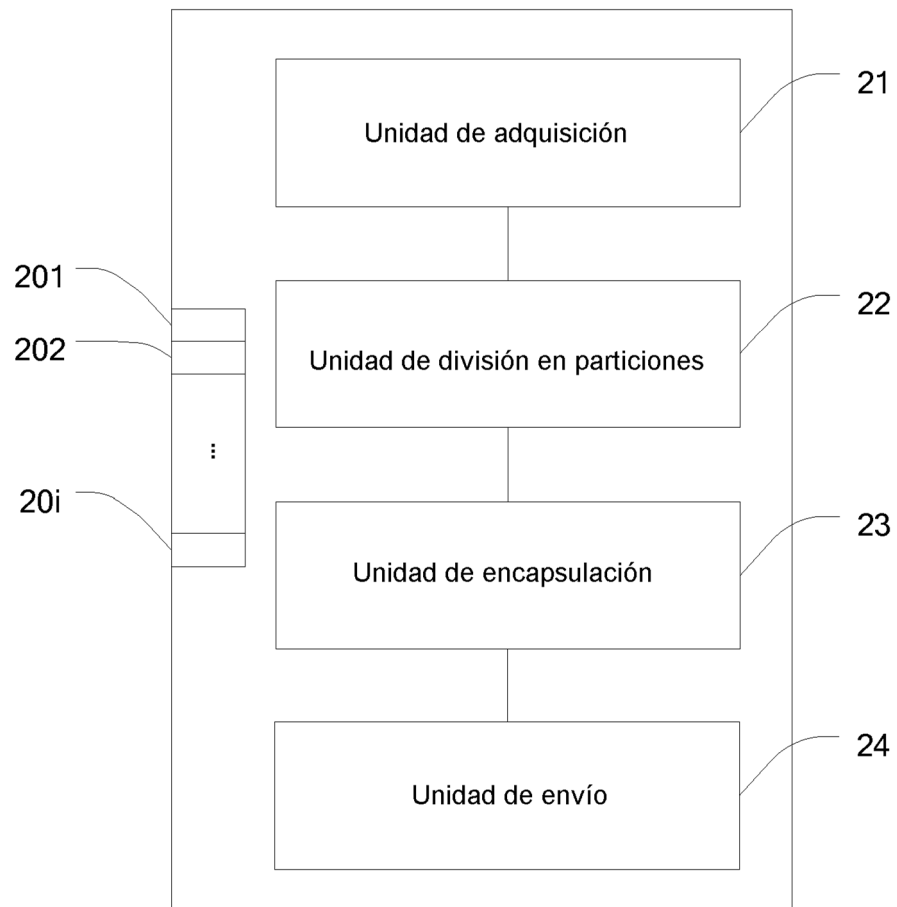 21
Unidad de adquisición
201
22
202
Unidad de división en particiones
...
20i
23
Unidad de encapsulación
24
Unidad de envío